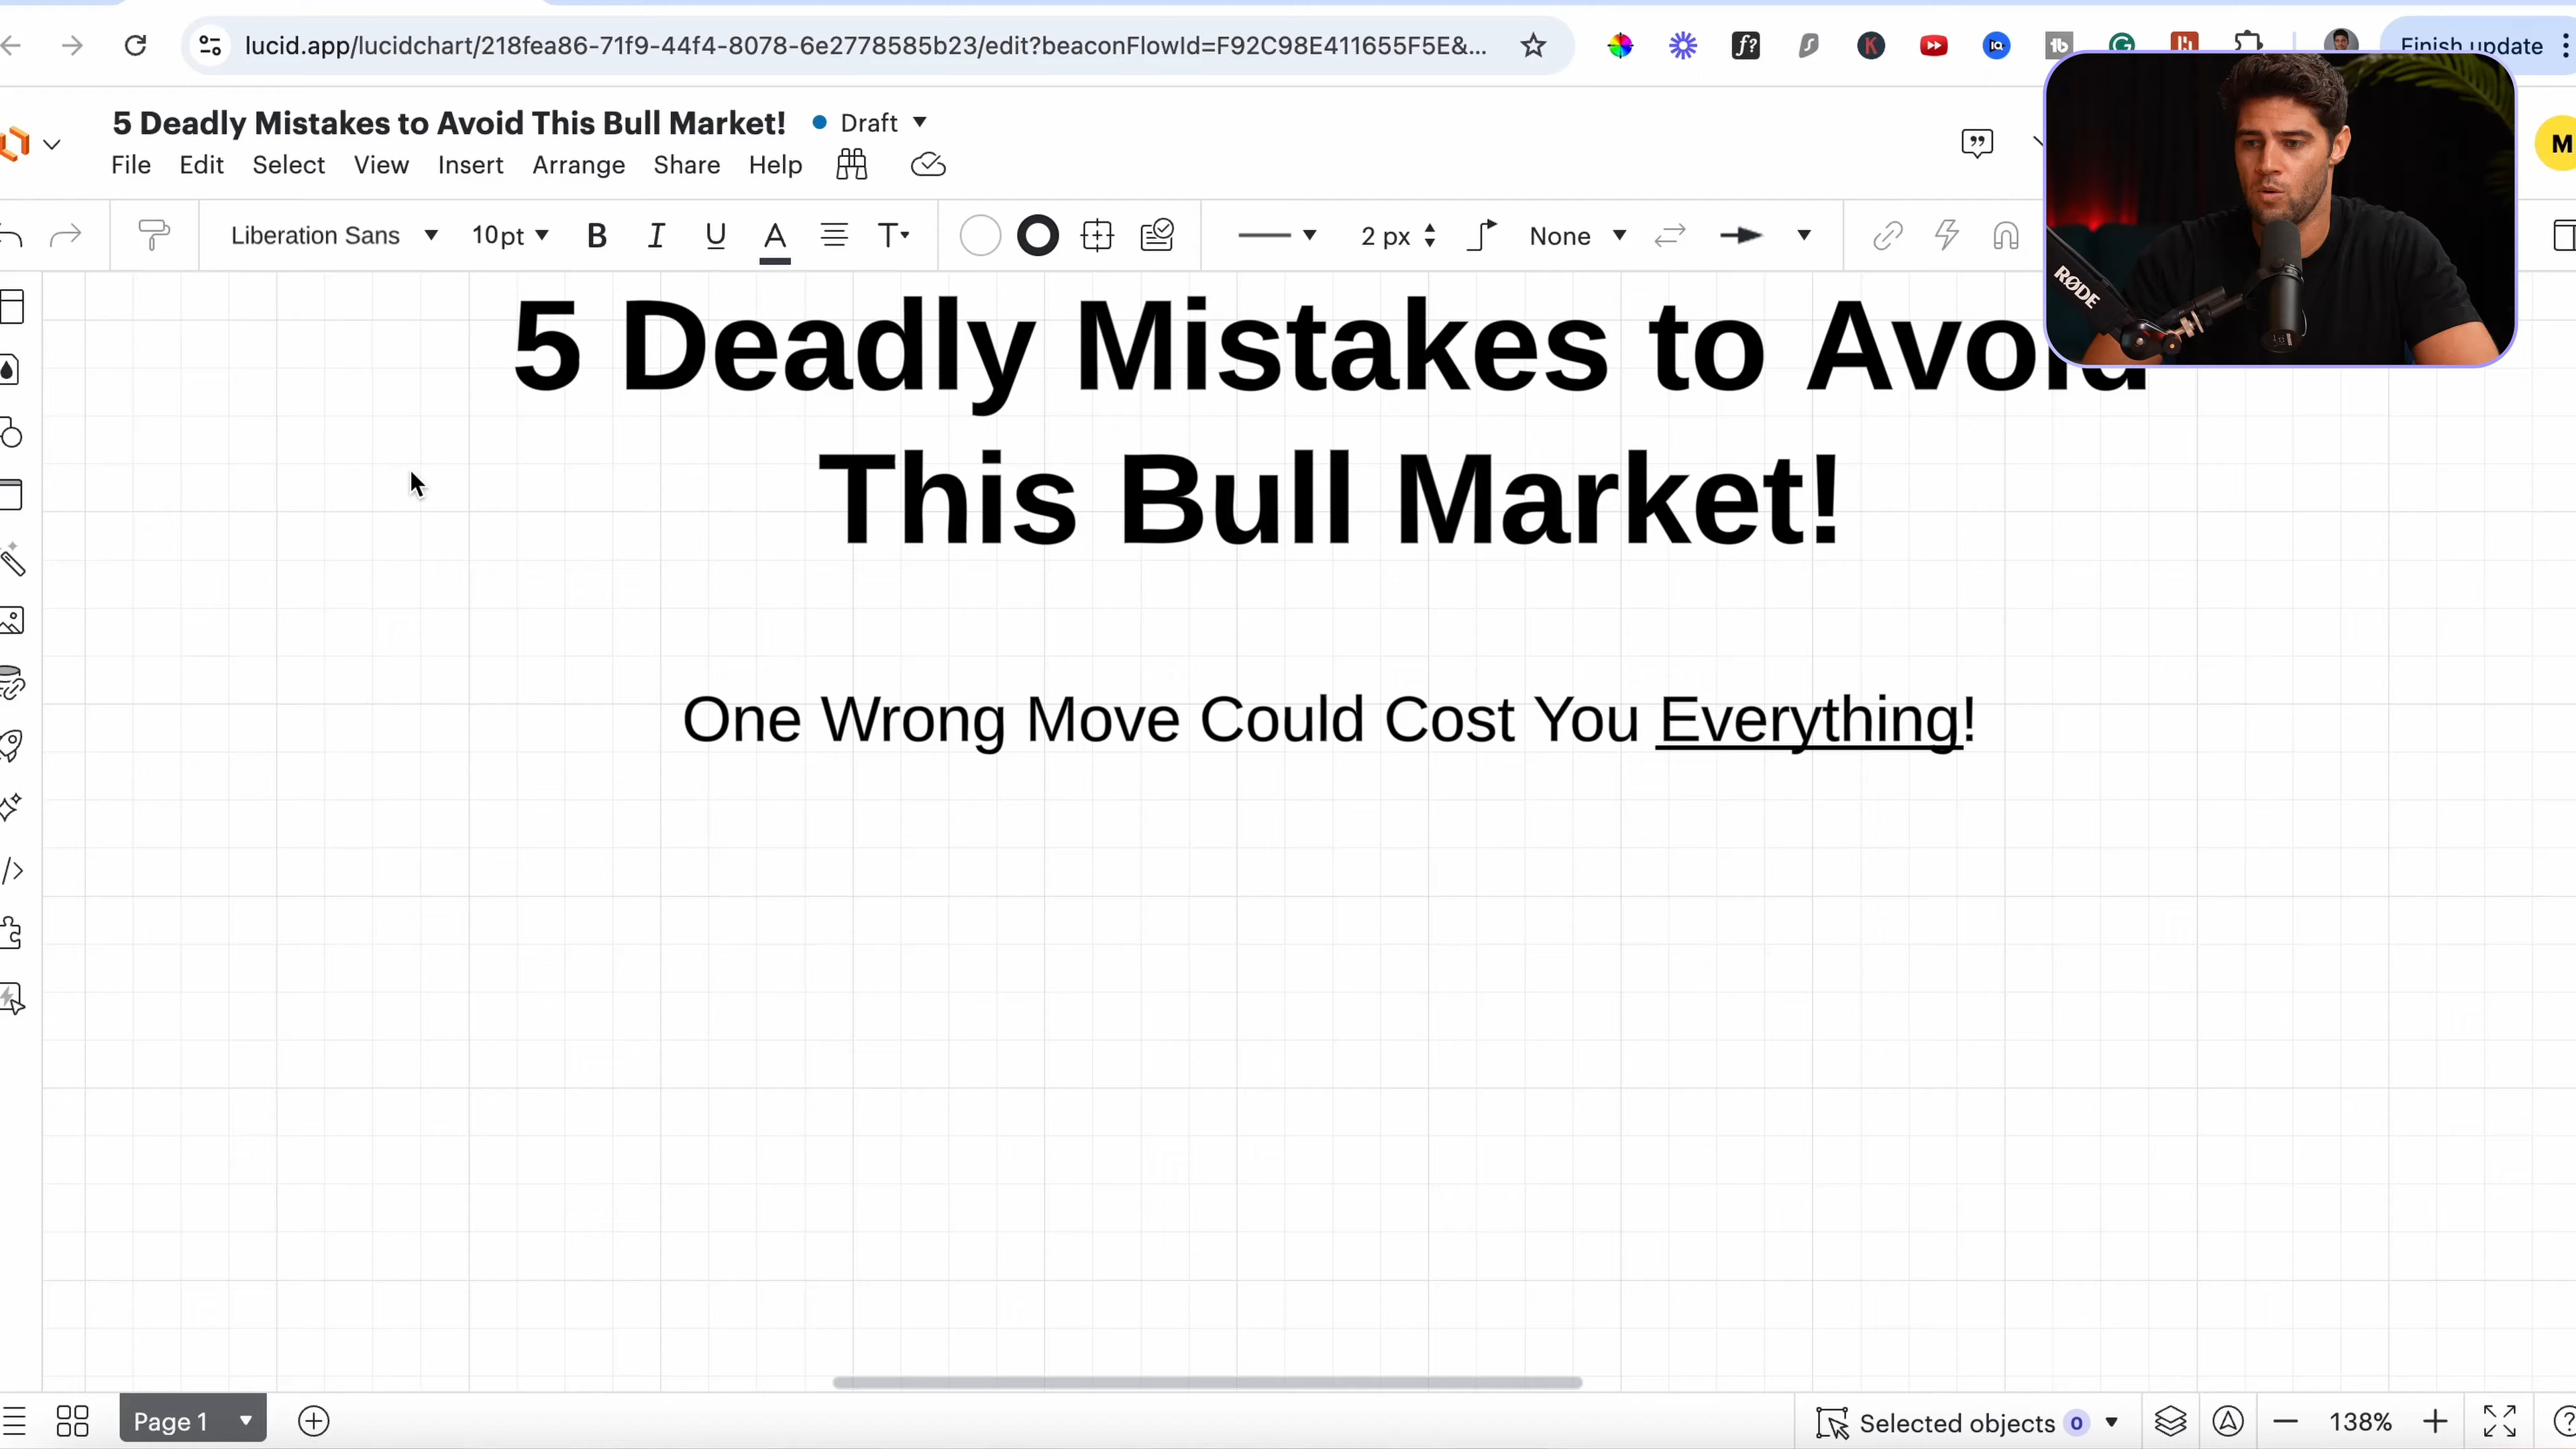 lucid.app/lucidchart/218fea86-71f9-44f4-8078-6e2778585b23/edit?beaconFlowId=F92C98E411655F5E&...
Finish update
5 Deadly Mistakes to Avoid This Bull Market!
Draft
File Edit Select View Insert Arrange Share Help
M
Liberation Sans 10pt B I U A T 2 px None
RØDE
5 Deadly Mistakes to Avoid
This Bull Market!
One Wrong Move Could Cost You Everything!
Page 1
Selected objects 0
138%